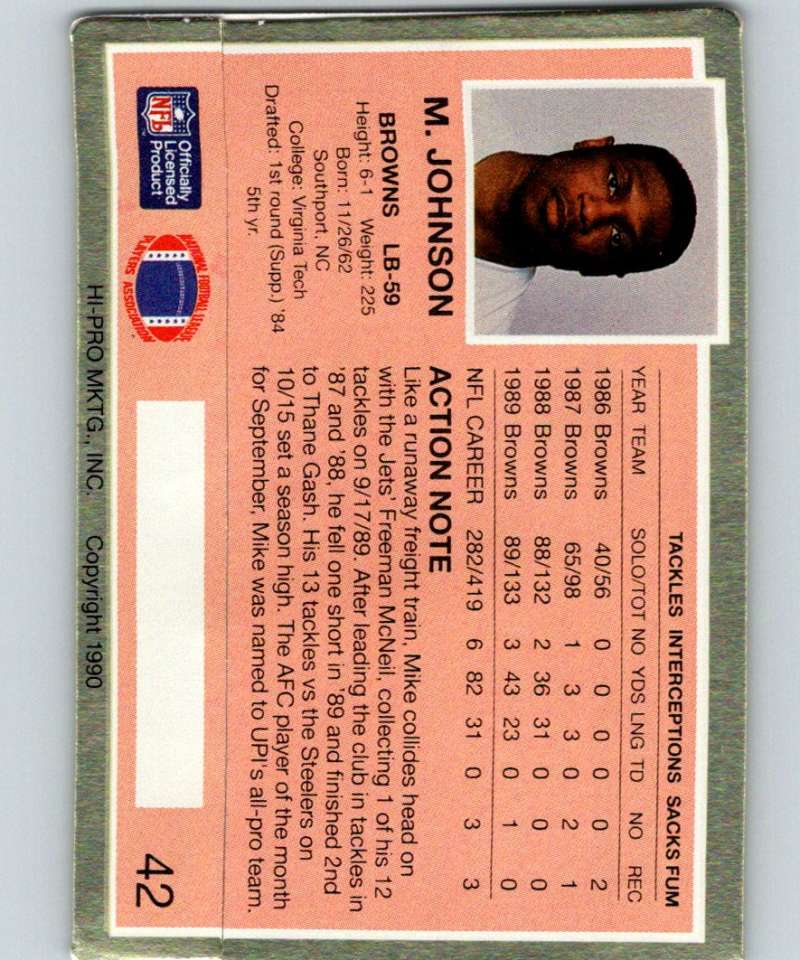 M. JOHNSON
BROWNS LB-59
Height: 6-1 Weight: 225
Born: 11/26/62
Southport, NC
College: Virginia Tech
Drafted: 1st round (Supp.) '84
5th yr.
TACKLES INTERCEPTIONS SACKS FUM
YEAR TEAM SOLO/TOT NO YDS LNG TD NO REC
1986 Browns 40/56 0 0 0 0 0 2
1987 Browns 65/98 1 3 3 0 2 1
1988 Browns 88/132 2 36 31 0 0 0
1989 Browns 89/133 3 43 23 0 1 0
NFL CAREER 282/419 6 82 31 0 3 3
ACTION NOTE
Like a runaway freight train, Mike collides head on
with the Jets' Freeman McNeil, collecting 1 of his 12
tackles on 9/17/89. After leading the club in tackles in
'87 and '88, he fell one short in '89 and finished 2nd
to Thane Gash. His 13 tackles vs the Steelers on
10/15 set a season high. The AFC player of the month
for September, Mike was named to UPI's all-pro team.
NFL
Officially
Licensed
Product
NATIONAL FOOTBALL LEAGUE
PLAYERS ASSOCIATION
42
HI-PRO MKTG., INC. Copyright 1990